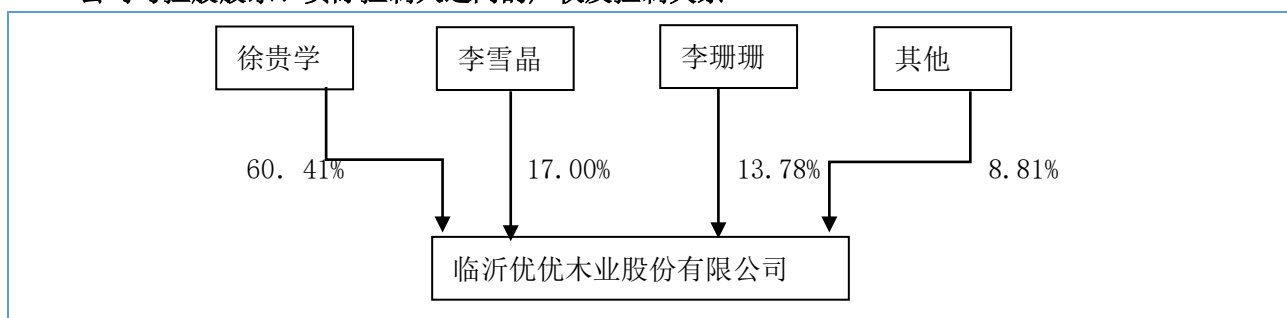 徐贵学
李雪晶
李珊珊
其他
60. 41%
17.00%
13.78%
8.81%
临沂优优木业股份有限公司